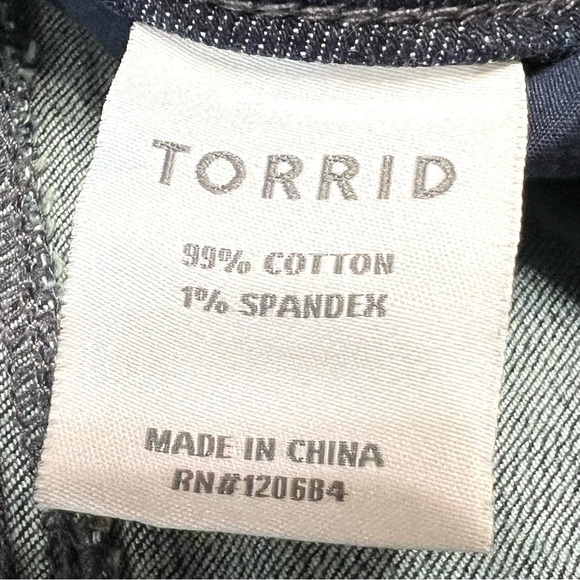 TORRID
99% COTTON
1% SPANDEX
MADE IN CHINA
RN#120684